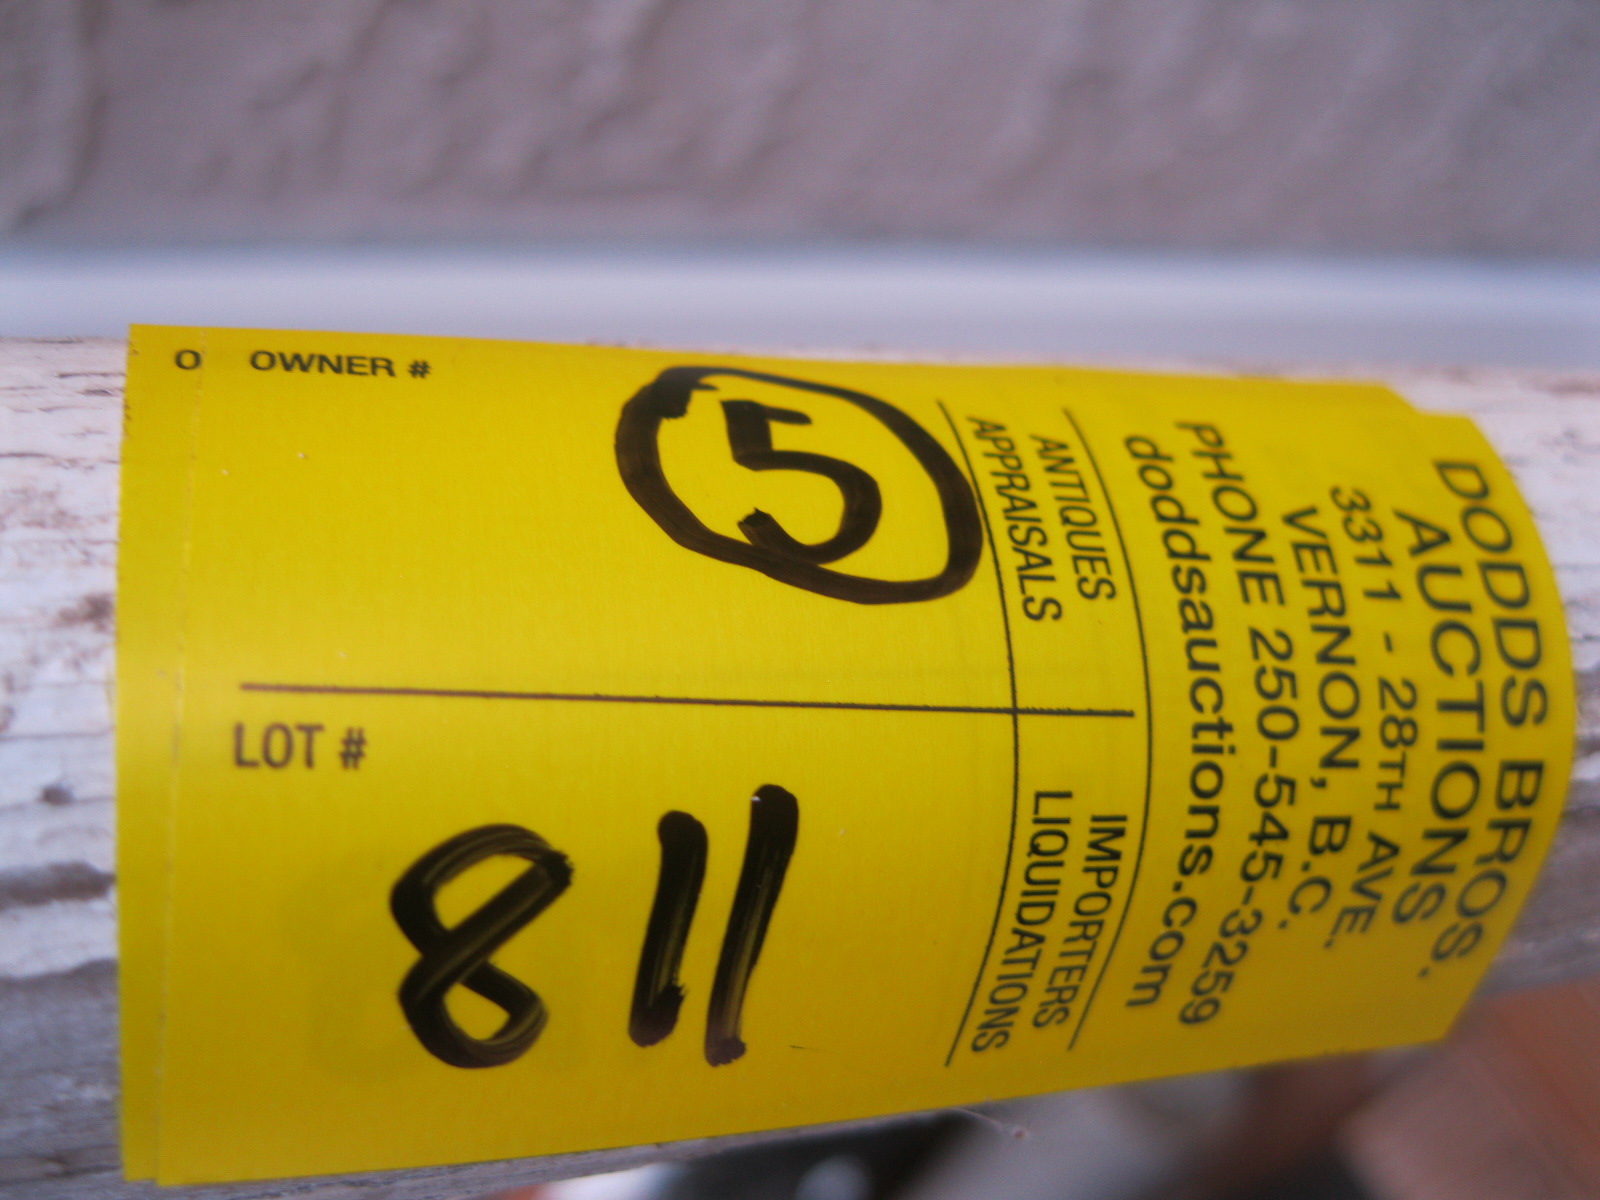 DODDS BROS.
AUCTIONS
3311 - 28TH AVE.
VERNON, B.C.
PHONE 250-545-3259
doddsauctions.com
ANTIQUES
APPRAISALS
IMPORTERS
LIQUIDATIONS
O
OWNER #
5
LOT #
811